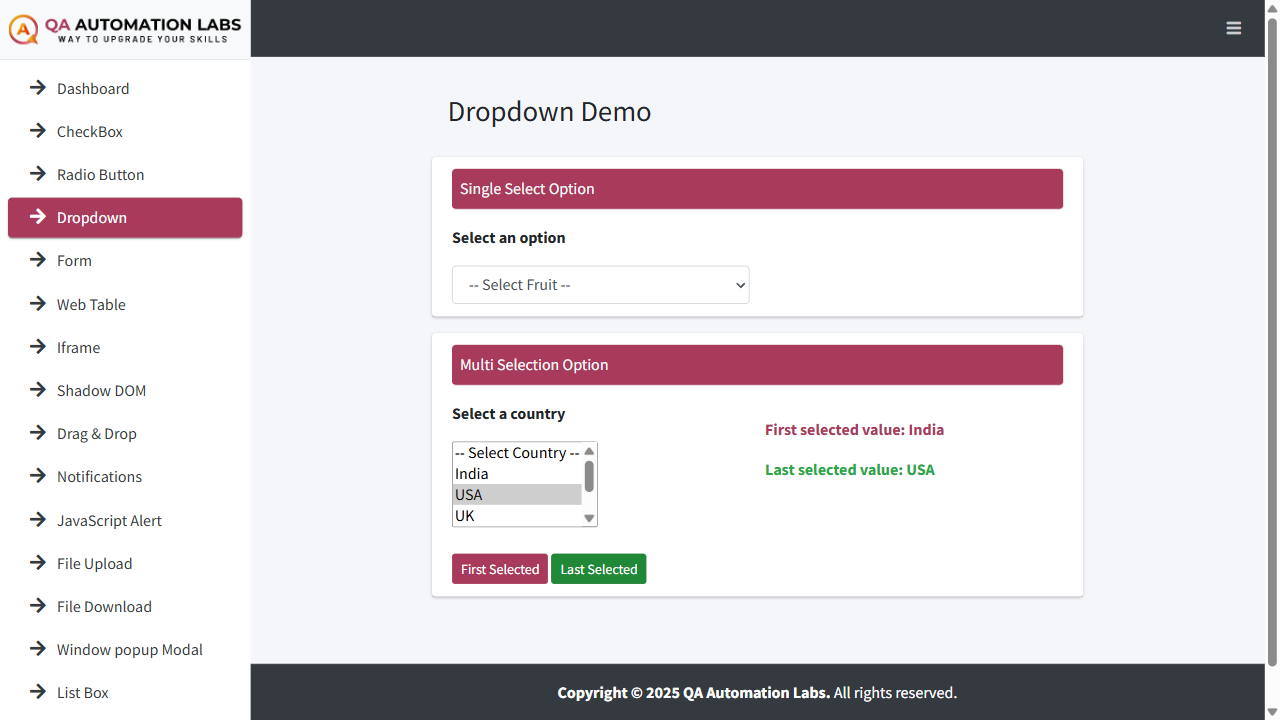 QA AUTOMATION LABS
WAY TO UPGRADE YOUR SKILLS
Dashboard
CheckBox
Radio Button
Dropdown
Form
Web Table
Iframe
Shadow DOM
Drag & Drop
Notifications
JavaScript Alert
File Upload
File Download
Window popup Modal
List Box
Dropdown Demo
Single Select Option
Select an option
-- Select Fruit --
Multi Selection Option
Select a country
-- Select Country --
India
USA
UK
First selected value: India
Last selected value: USA
First Selected
Last Selected
Copyright © 2025 QA Automation Labs. All rights reserved.